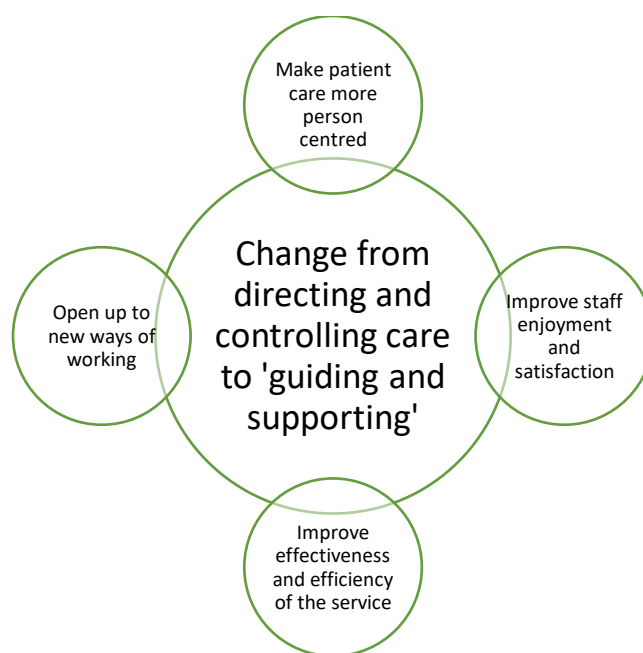 Make patient
care more
person
centred
Change from
directing and
controlling care
to 'guiding and
supporting'
Open up to
new ways of
working
Improve staff
enjoyment
and
satisfaction
Improve
effectiveness
and efficiency
of the service